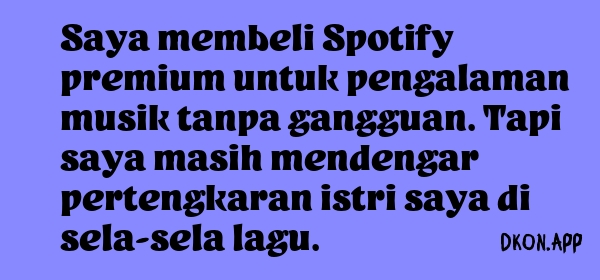 Saya membeli Spotify
premium untuk pengalaman
musik tanpa gangguan. Tapi
saya masih mendengar
pertengkaran istri saya di
sela-sela lagu.
DKON.APP